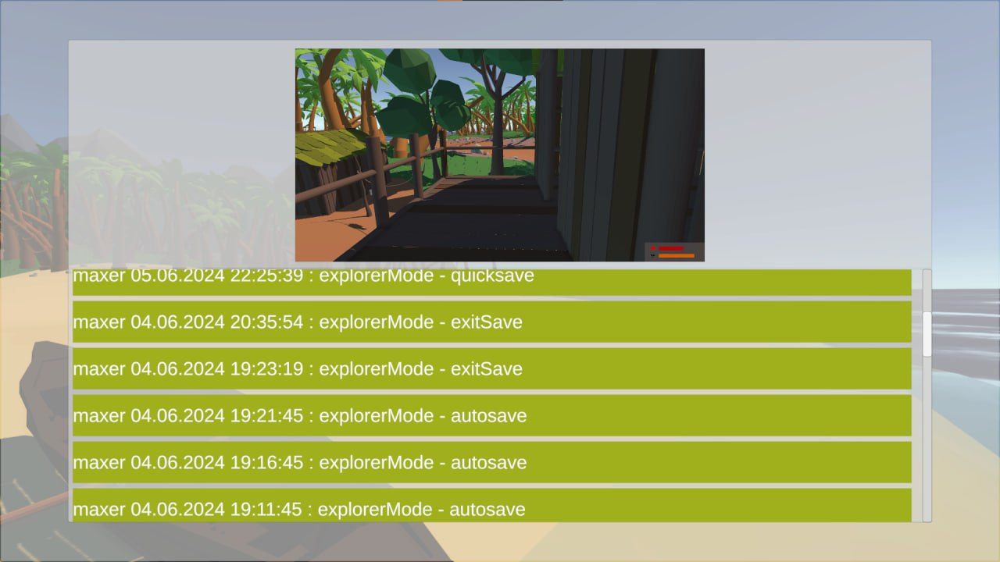 maxer 05.06.2024 22:25:39 : explorerMode - quicksave
maxer 04.06.2024 20:35:54 : explorerMode - exitSave
maxer 04.06.2024 19:23:19 : explorerMode - exitSave
maxer 04.06.2024 19:21:45 : explorerMode - autosave
maxer 04.06.2024 19:16:45 : explorerMode - autosave
maxer 04.06.2024 19:11:45 : explorerMode - autosave